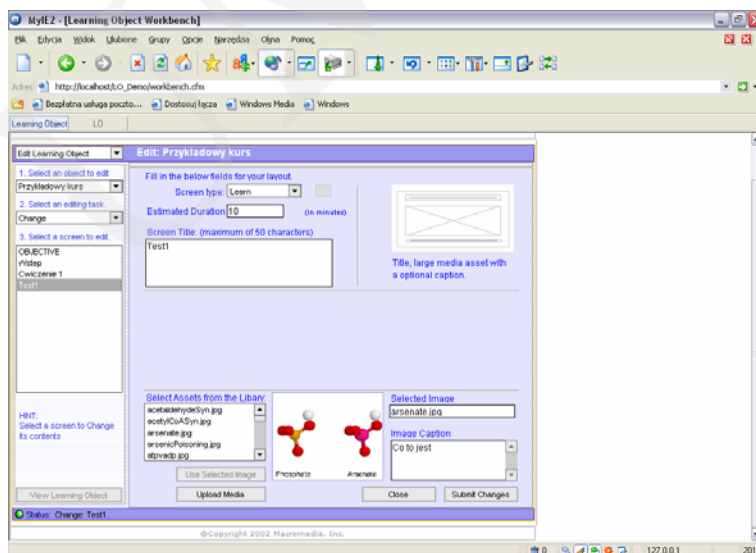 MyIE2 - [Learning Object Workbench]
Plik Edycja Widok Ulubione Grupy Opcje Narzędzia Okna Pomoc
Adres http://localhost/LO_Demo/workbench.cfm
Bezpłatna usługa poczto... Dostosuj łącza Windows Media Windows
Learning Object LO
Edit Learning Object
Edit: Przykladowy kurs
1. Select an object to edit
Przykladowy kurs
2. Select an editing task.
Change
3. Select a screen to edit.
OBJECTIVE
Wstep
Cwiczenie 1
Test1
HINT:
Select a screen to Change
its contents
View Learning Object
Fill in the below fields for your layout.
Screen type: Learn
Estimated Duration 10 (in minutes)
Screen Title: (maximum of 50 characters)
Test1
Title, large media asset with
a optional caption.
Select Assets from the Libary:
acetaldehydeSyn.jpg
acetylCoASyn.jpg
arsenate.jpg
arsenicPoisoning.jpg
atpvadp.jpg
Use Selected Image
Upload Media
Phosphate Arsenate
Selected Image
arsenate.jpg
Image Caption
Co to jest
Close Submit Changes
Status: Change: Test1.
©Copyright 2002 Macromedia, Inc.
0 127.0.0.1